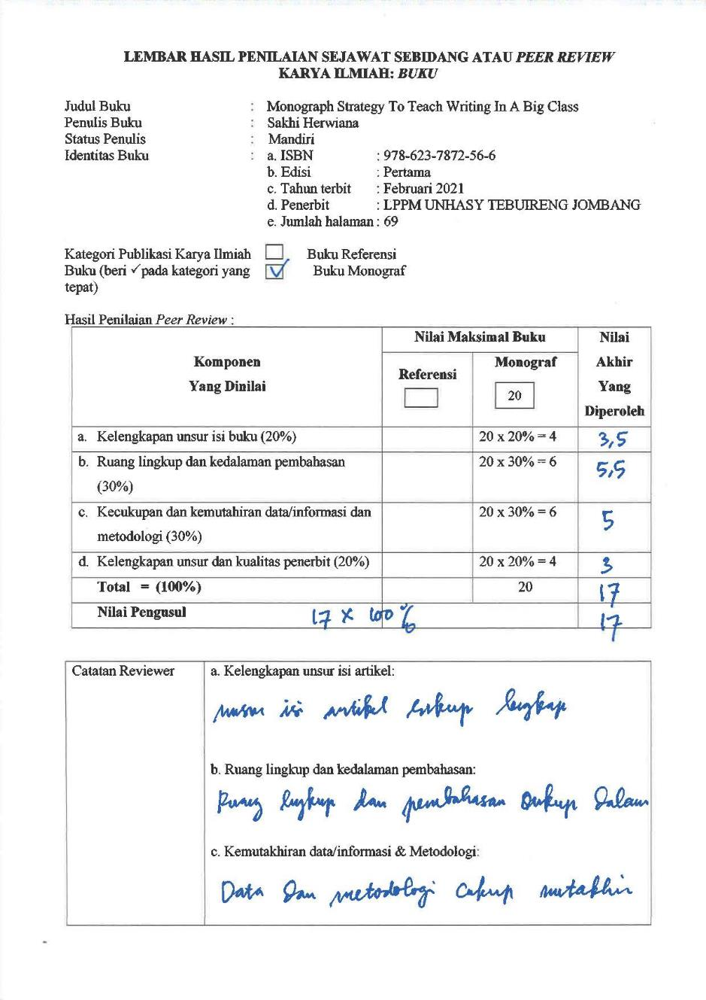 LEMBAR HASIL PENILAIAN SEJAWAT SEBIDANG ATAU PEER REVIEW
KARYA ILMIAH: BUKU
Judul Buku : Monograph Strategy To Teach Writing In A Big Class
Penulis Buku : Sakhi Herwiana
Status Penulis : Mandiri
Identitas Buku : a. ISBN : 978-623-7872-56-6
b. Edisi : Pertama
c. Tahun terbit : Februari 2021
d. Penerbit : LPPM UNHASY TEBUIRENG JOMBANG
e. Jumlah halaman : 69
Kategori Publikasi Karya Ilmiah Buku Referensi
Buku (beri ✓pada kategori yang ✓ Buku Monograf
tepat)
Hasil Penilaian Peer Review :
Nilai Maksimal Buku Nilai
Komponen Monograf Akhir
Referensi
Yang Dinilai 20 Yang
Diperoleh
a. Kelengkapan unsur isi buku (20%) 20 x 20% = 4 3,5
b. Ruang lingkup dan kedalaman pembahasan 20 x 30% = 6 5,5
(30%)
c. Kecukupan dan kemutahiran data/informasi dan 20 x 30% = 6 5
metodologi (30%)
d. Kelengkapan unsur dan kualitas penerbit (20%) 20 x 20% = 4 3
Total = (100%) 20 17
Nilai Pengusul 17 x 100% 17
Catatan Reviewer a. Kelengkapan unsur isi artikel:
unsur isi artikel cukup lengkap
b. Ruang lingkup dan kedalaman pembahasan:
Ruang lingkup dan pembahasan cukup dalam
c. Kemutakhiran data/informasi & Metodologi:
Data dan metodologi cukup mutakhir